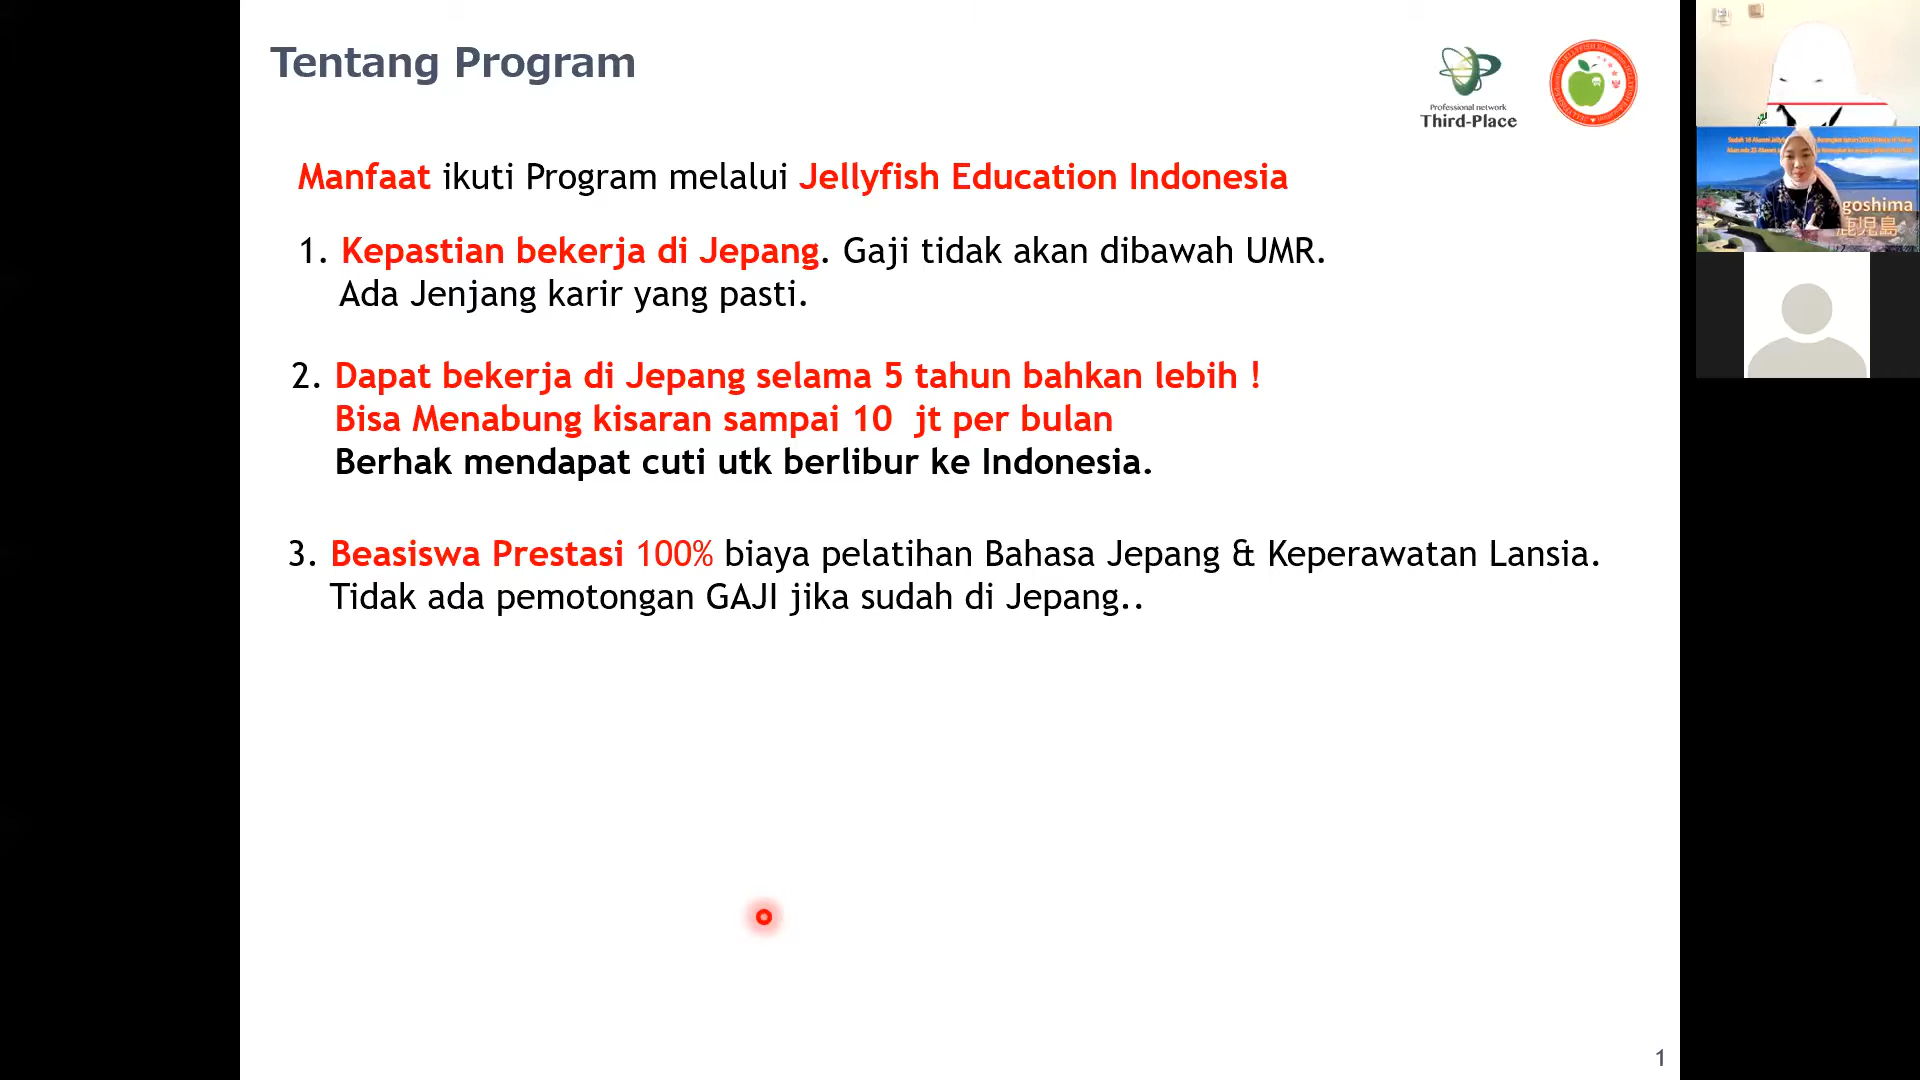 Tentang Program
Professional network
Third-Place
Manfaat ikuti Program melalui Jellyfish Education Indonesia
1. Kepastian bekerja di Jepang. Gaji tidak akan dibawah UMR.
Ada Jenjang karir yang pasti.
2. Dapat bekerja di Jepang selama 5 tahun bahkan lebih !
Bisa Menabung kisaran sampai 10 jt per bulan
Berhak mendapat cuti utk berlibur ke Indonesia.
3. Beasiswa Prestasi 100% biaya pelatihan Bahasa Jepang & Keperawatan Lansia.
Tidak ada pemotongan GAJI jika sudah di Jepang..
1
goshima
鹿児島